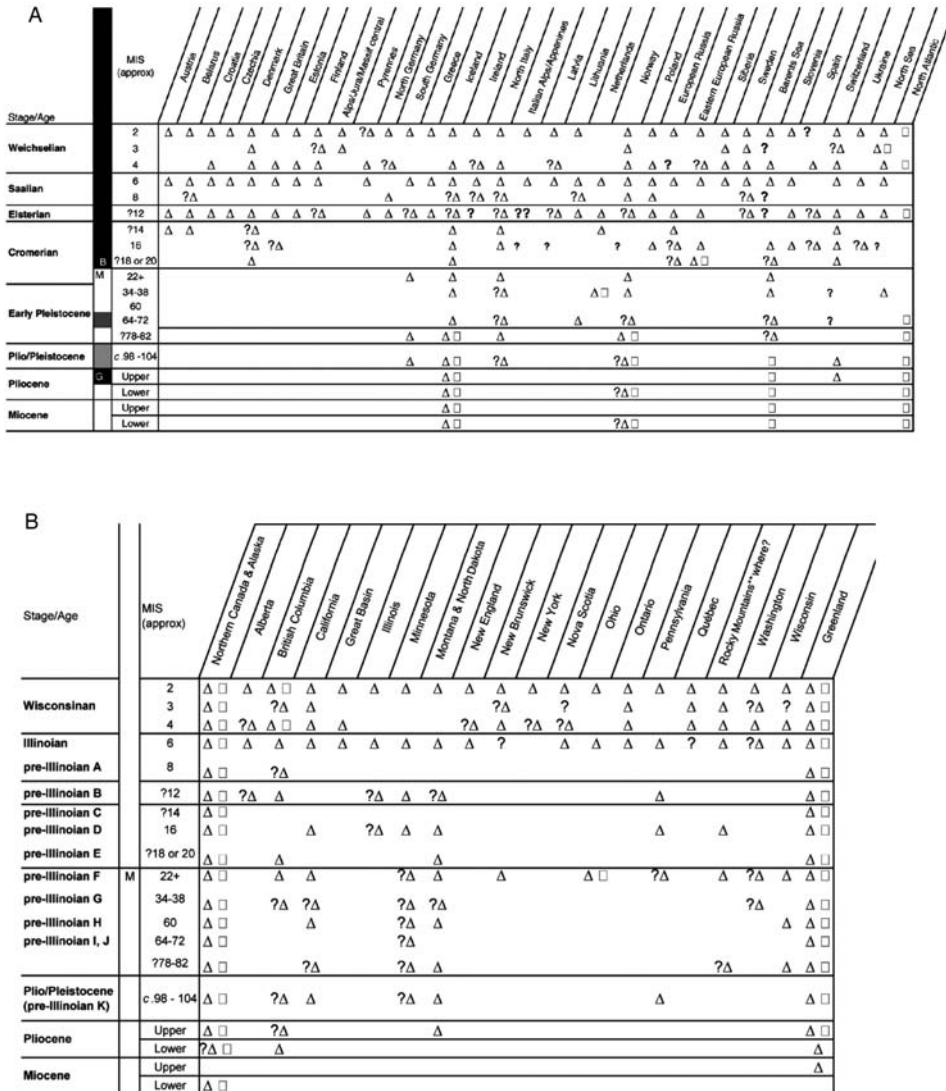 A
MIS
(approx)
Stage/Age
Austria
Belarus
Croatia
Czechia
Denmark
Great Britain
Estonia
Finland
Alps/Jura/Massif central
Pyrennes
North Germany
South Germany
Greece
Iceland
Ireland
North Italy
Italian Alps/
Latvia
Lithuania
Netherlands
Norway
Poland
European Russia
Eastern European Russia
Siberia
Sweden
Barents Sea
Slovenia
Spain
Switzerland
Ukraine
North Sea
North Atlantic
Weichselian
2 Δ Δ Δ Δ Δ Δ Δ Δ ?Δ Δ Δ Δ Δ Δ Δ Δ Δ Δ Δ Δ Δ Δ Δ Δ Δ Δ ? Δ Δ Δ □
3 Δ ?Δ Δ Δ Δ Δ ? ?Δ Δ□
4 Δ Δ Δ Δ Δ Δ ?Δ Δ ?Δ Δ ?Δ Δ Δ ? ?Δ Δ Δ Δ Δ Δ □
Saalian
6 Δ Δ Δ Δ Δ Δ Δ Δ Δ Δ Δ Δ Δ Δ Δ Δ Δ Δ Δ Δ Δ Δ Δ Δ Δ Δ Δ Δ
8 ?Δ Δ ?Δ ?Δ ?Δ ?Δ Δ Δ ?Δ ?
Elsterian
?12 Δ Δ Δ Δ Δ Δ ?Δ Δ Δ Δ ?Δ Δ ?Δ ? ?Δ ?? ?Δ Δ Δ ?Δ Δ Δ Δ ?Δ ? Δ ?Δ ?Δ Δ Δ □
Cromerian
?14 Δ Δ ?Δ Δ Δ Δ Δ
16 ?Δ ?Δ Δ Δ ? ? ? Δ ?Δ Δ Δ Δ ?Δ ?Δ ?
B ?18 or 20 Δ Δ ?Δ Δ□ ?Δ Δ
M 22+ Δ Δ Δ Δ Δ
Early Pleistocene
34-38 Δ ?Δ Δ□ Δ Δ ? Δ
60
64-72 Δ ?Δ Δ ?Δ ?Δ ? □
?78-82 Δ Δ□ Δ ?Δ□ ?Δ □
Plio/Pleistocene
c.98 -104 Δ Δ□ ?Δ ?Δ□ □ Δ □
Pliocene
G Upper Δ□ □ Δ □
Lower Δ□ ?Δ□ □ □
Miocene
Upper Δ□ □ □
Lower Δ□ ?Δ□ □ □
B
Stage/Age
MIS
(approx)
Northern Canada & Alaska
Alberta
British Columbia
California
Great Basin
Illinois
Minnesota
Montana & North Dakota
New England
New Brunswick
New York
Nova Scotia
Ohio
Ontario
Pennsylvania
Québec
Rocky Mountains**where?
Washington
Wisconsin
Greenland
Wisconsinan
2 Δ □ Δ Δ □ Δ Δ Δ Δ Δ Δ Δ Δ Δ Δ Δ Δ Δ Δ Δ Δ Δ □
3 Δ □ ?Δ Δ ?Δ ? Δ Δ Δ ?Δ ? Δ □
4 Δ □ ?Δ Δ □ Δ Δ ?Δ Δ ?Δ ?Δ Δ Δ Δ Δ Δ Δ □
Illinoian
6 Δ □ Δ Δ Δ Δ Δ Δ Δ Δ ? Δ Δ Δ Δ ? Δ ?Δ Δ Δ □
pre-Illinoian A
8 Δ □ ?Δ Δ □
pre-Illinoian B
?12 Δ □ ?Δ Δ ?Δ Δ ?Δ Δ Δ □
pre-Illinoian C
?14 Δ □ Δ □
pre-Illinoian D
16 Δ □ Δ ?Δ Δ Δ Δ Δ Δ □
pre-Illinoian E
?18 or 20 Δ □ Δ Δ Δ □
pre-Illinoian F
M 22+ Δ □ Δ Δ ?Δ Δ Δ Δ □ ?Δ Δ ?Δ Δ Δ □
pre-Illinoian G
34-38 Δ □ ?Δ ?Δ ?Δ ?Δ ?Δ Δ □
pre-Illinoian H
60 Δ □ Δ ?Δ Δ Δ Δ □
pre-Illinoian I, J
64-72 Δ □ ?Δ Δ □
?78-82 Δ □ ?Δ ?Δ Δ ?Δ Δ Δ □
Plio/Pleistocene
(pre-Illinoian K)
c.98 - 104 Δ □ ?Δ Δ ?Δ Δ Δ Δ □
Pliocene
Upper Δ □ ?Δ Δ Δ □
Lower ?Δ □ Δ Δ
Miocene
Upper Δ
Lower Δ □